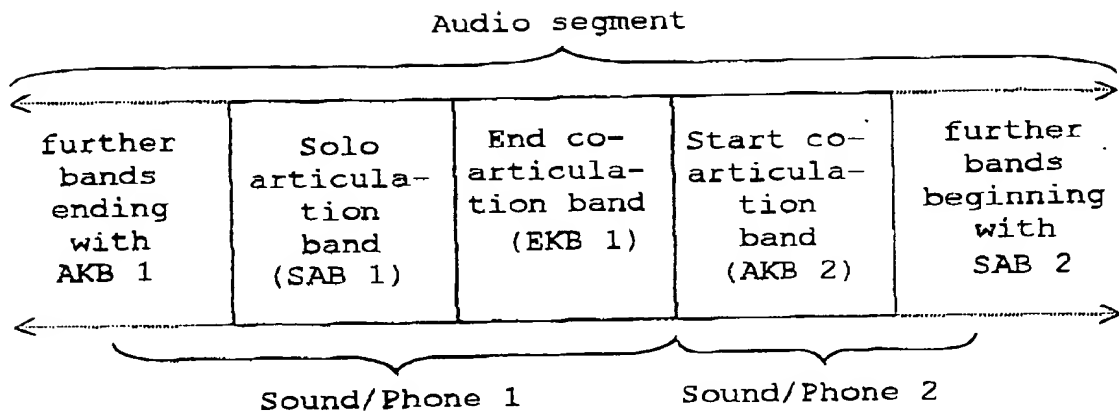 Audio segment
further
bands
ending
with
AKB 1
Solo
articula-
tion
band
(SAB 1)
End co-
articula-
tion band
(EKB 1)
Start co-
articula-
tion
band
(AKB 2)
further
bands
beginning
with
SAB 2
Sound/Phone 1
Sound/Phone 2